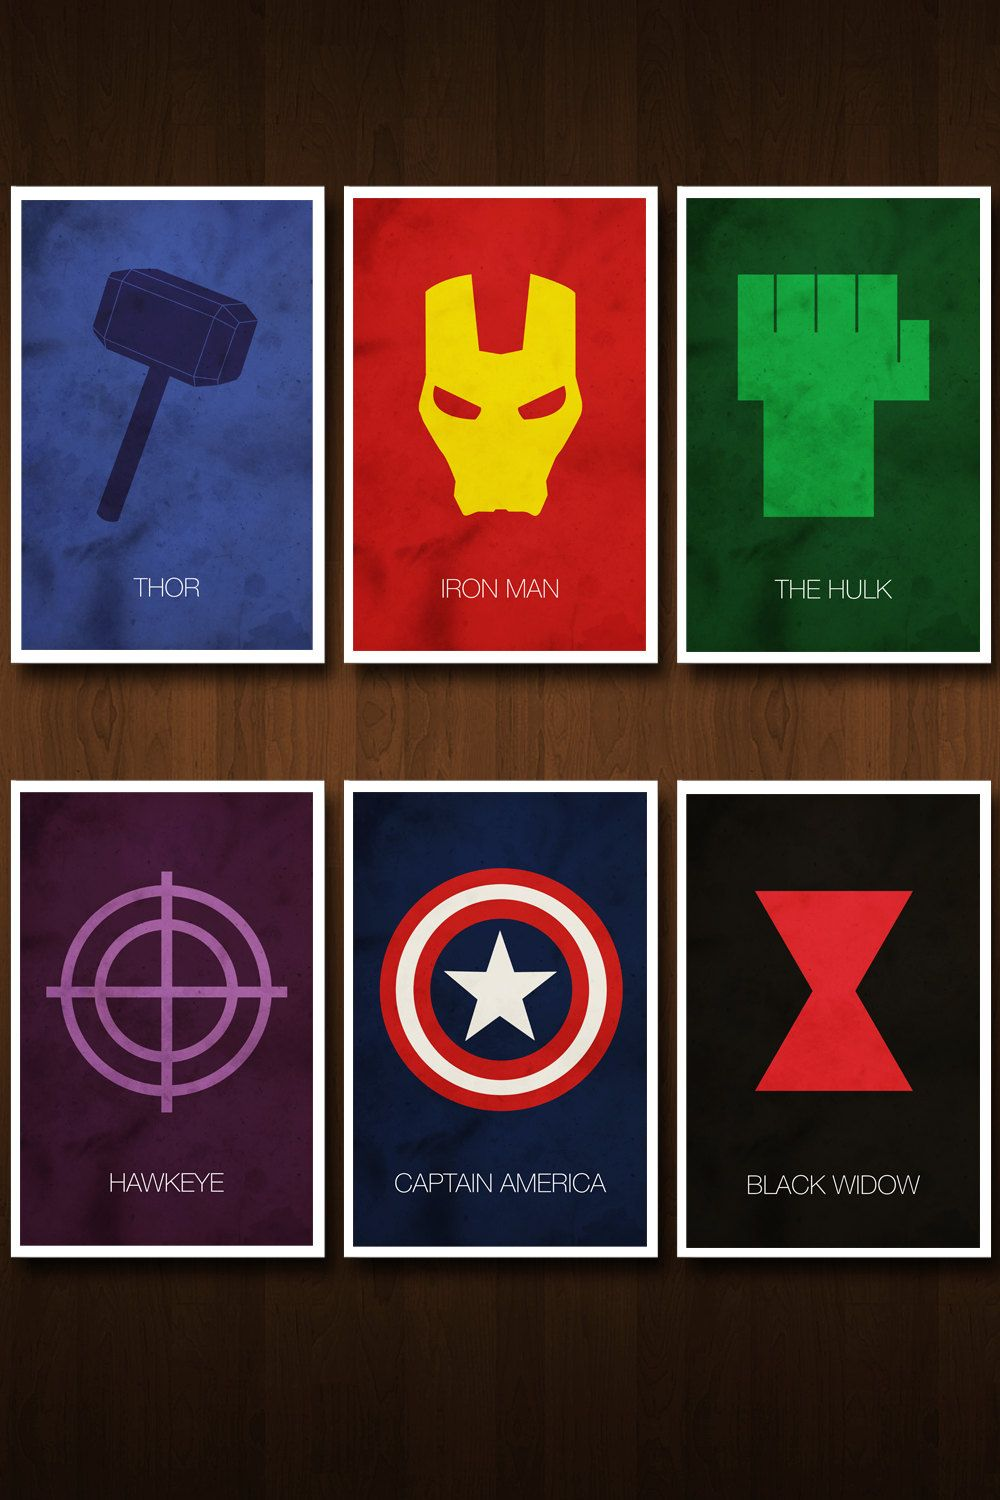 THOR
IRON MAN
THE HULK
HAWKEYE
CAPTAIN AMERICA
BLACK WIDOW